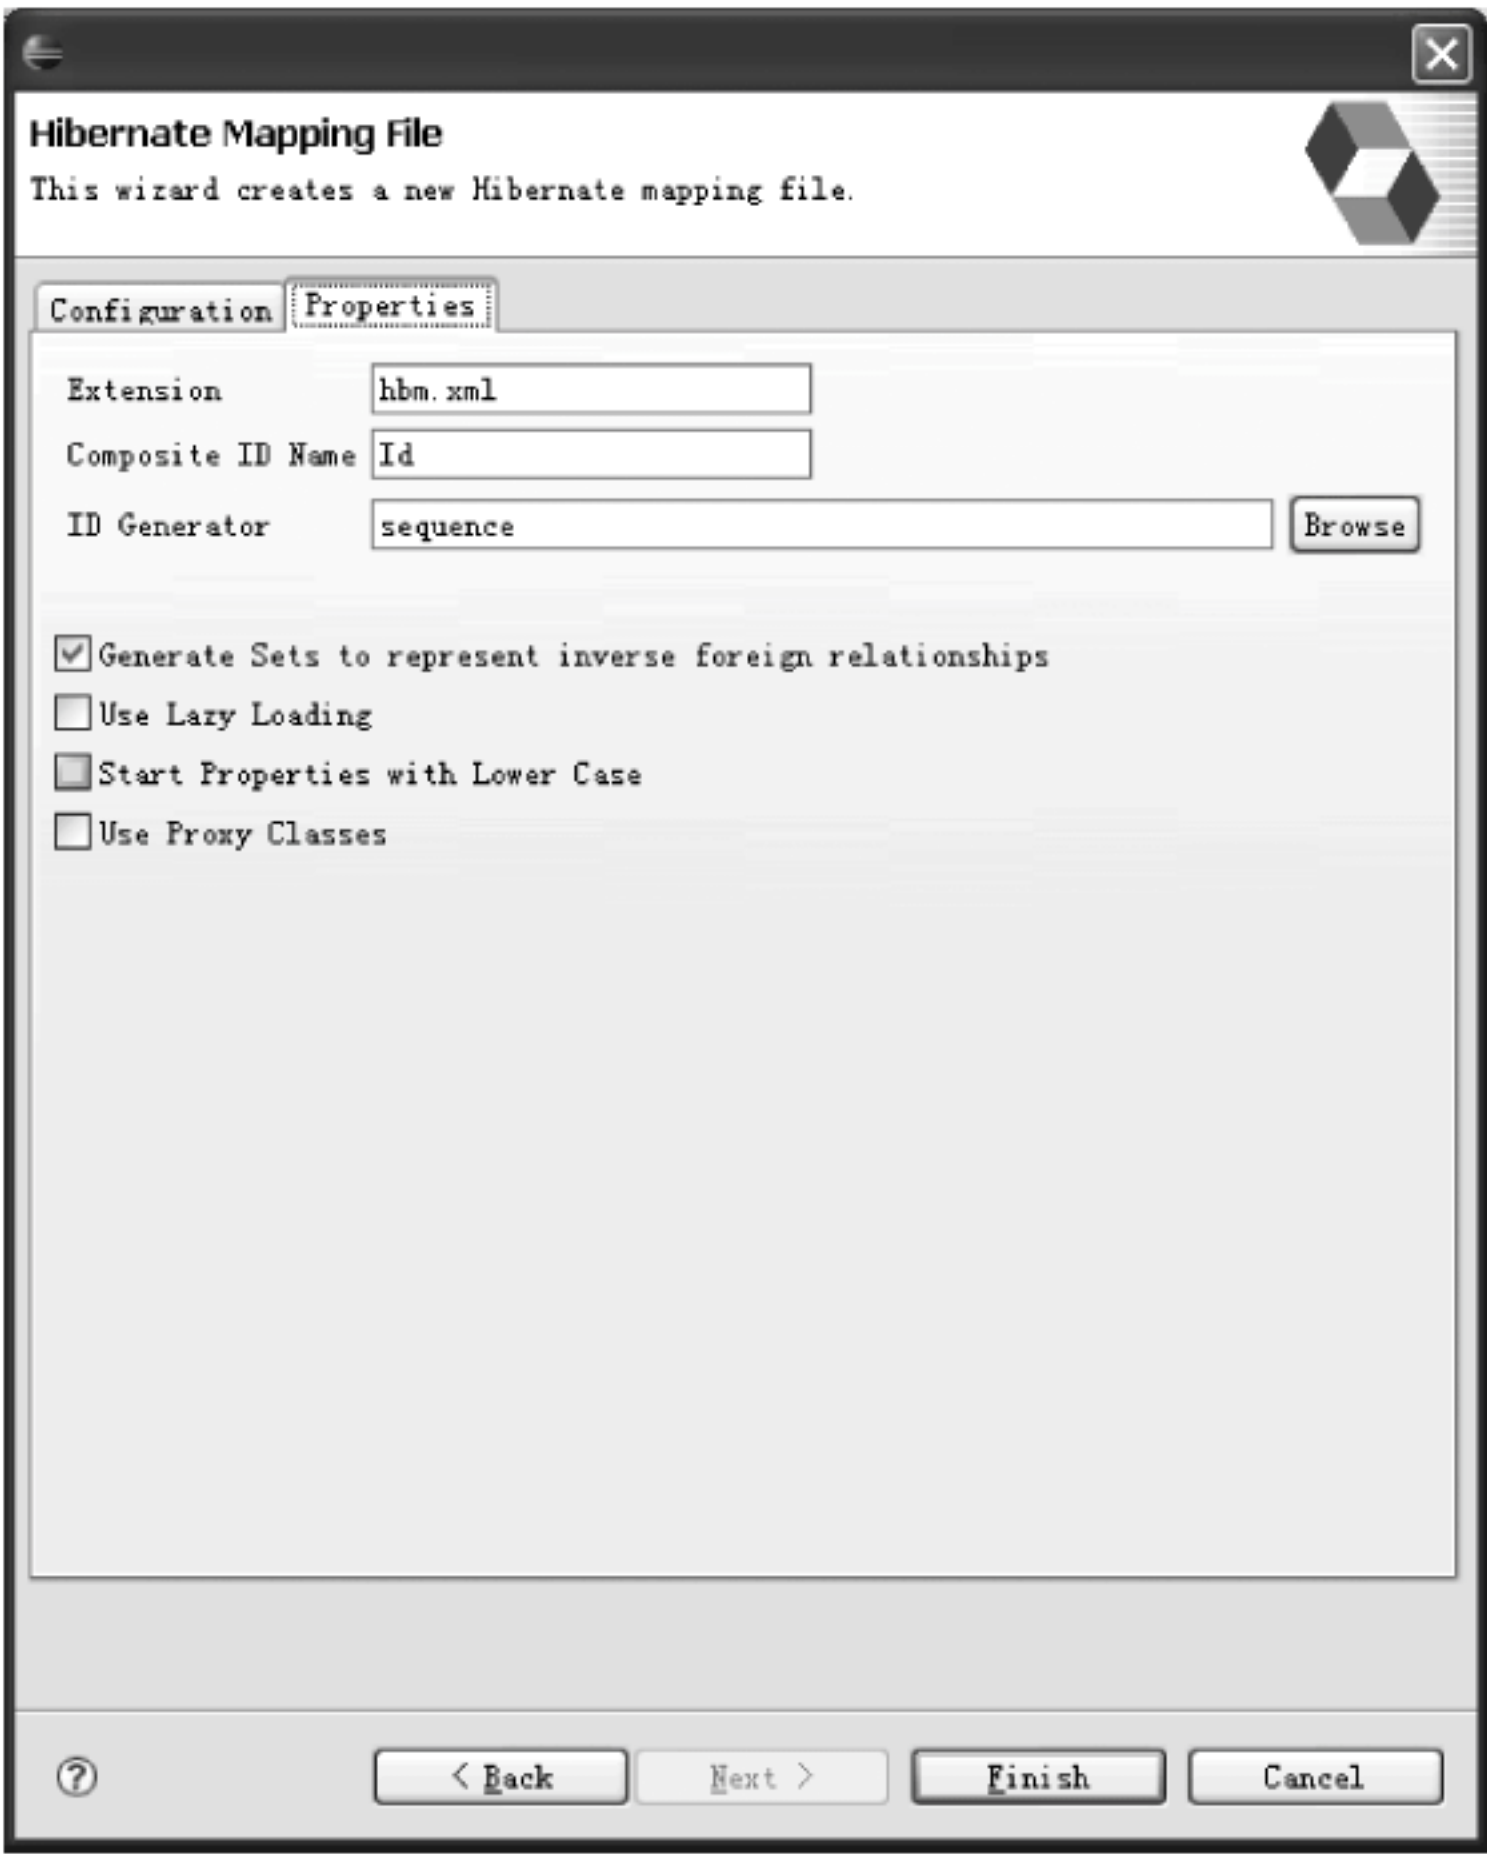 Hibernate Mapping File
This wizard creates a new Hibernate mapping file.
Configuration Properties
Extension hbm.xml
Composite ID Name Id
ID Generator sequence Browse
Generate Sets to represent inverse foreign relationships
Use Lazy Loading
Start Properties with Lower Case
Use Proxy Classes
? < Back Next > Finish Cancel